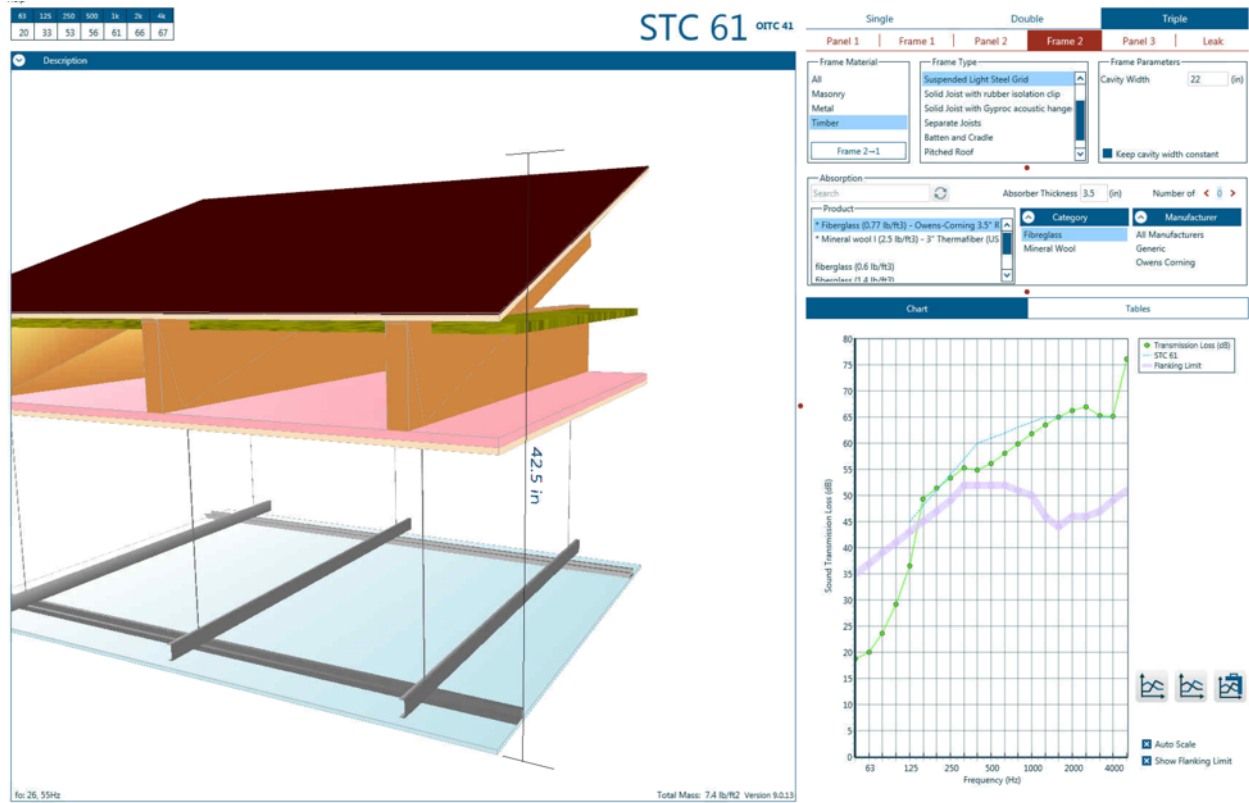 63 125 250 500 1k 2k 4k
20 33 53 56 61 66 67
STC 61 OITC 41
Description
42.5 in
fo: 26, 55Hz
Total Mass: 7.4 lb/ft2 Version 9.0.13
Single Double Triple
Panel 1 Frame 1 Panel 2 Frame 2 Panel 3 Leak
Frame Material
All
Masonry
Metal
Timber
Frame 2→1
Frame Type
Suspended Light Steel Grid
Solid Joist with rubber isolation clip
Solid Joist with Gyproc acoustic hange
Separate Joists
Batten and Cradle
Pitched Roof
Frame Parameters
Cavity Width 22 (in)
Keep cavity width constant
Absorption
Search
Absorber Thickness 3.5 (in) Number of < 0 >
Product
* Fiberglass (0.77 lb/ft3) - Owens-Corning 3.5" R
* Mineral wool I (2.5 lb/ft3) - 3" Thermafiber (US
fiberglass (0.6 lb/ft3)
fiberglass (1.4 lb/ft3)
Category
Fibreglass
Mineral Wool
Manufacturer
All Manufacturers
Generic
Owens Corning
Chart Tables
Transmission Loss (dB)
STC 61
Flanking Limit
Sound Transmission Loss (dB)
80
75
70
65
60
55
50
45
40
35
30
25
20
15
10
5
0
63 125 250 500 1000 2000 4000
Frequency (Hz)
Auto Scale
Show Flanking Limit